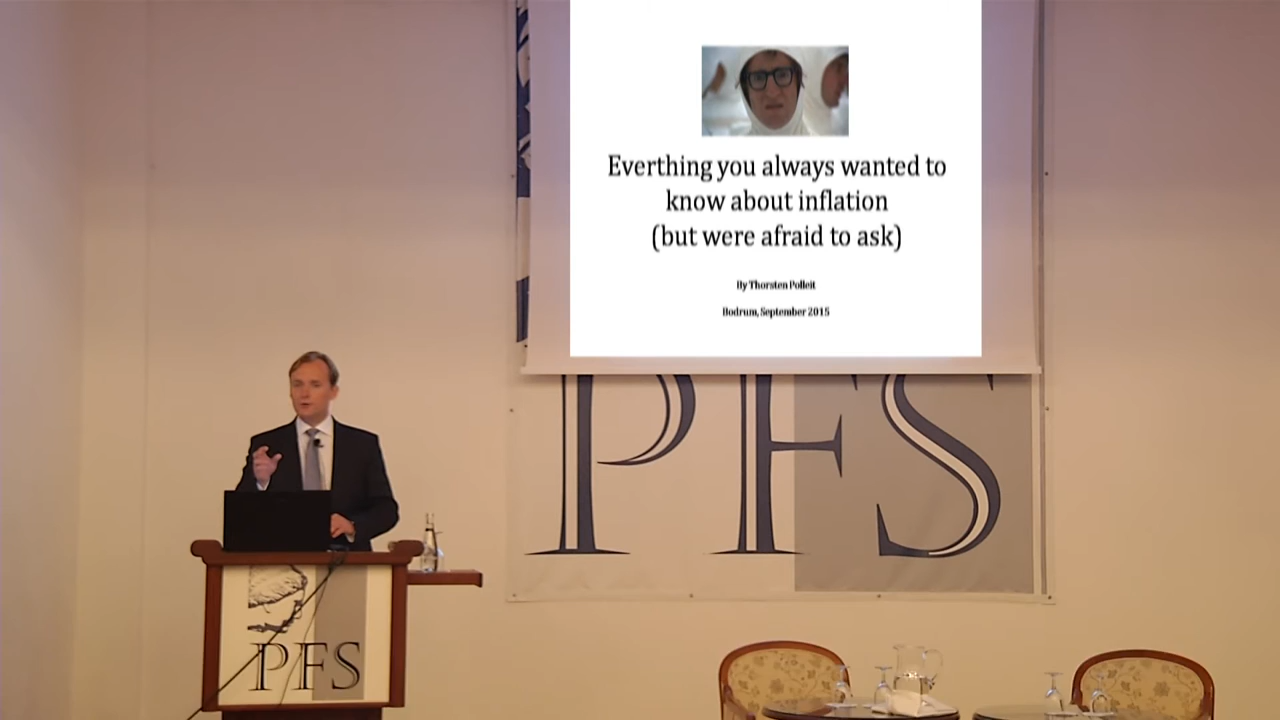 Everthing you always wanted to
know about inflation
(but were afraid to ask)
By Thorsten Polleit
Bodrum, September 2015
PFS
PFS